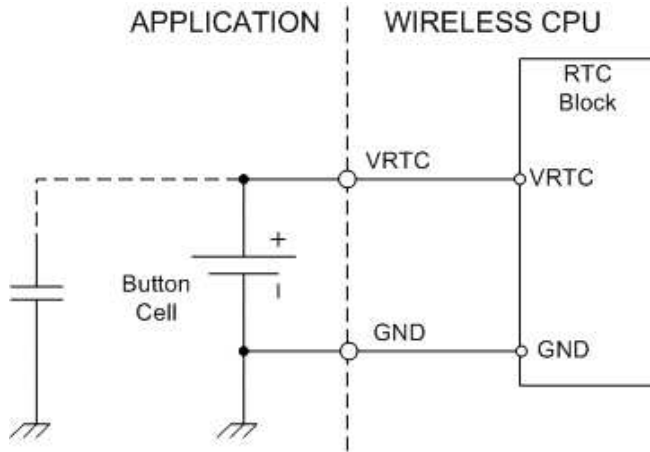 APPLICATION
WIRELESS CPU
RTC
Block
VRTC
VRTC
+
Button
Cell
-
GND
GND